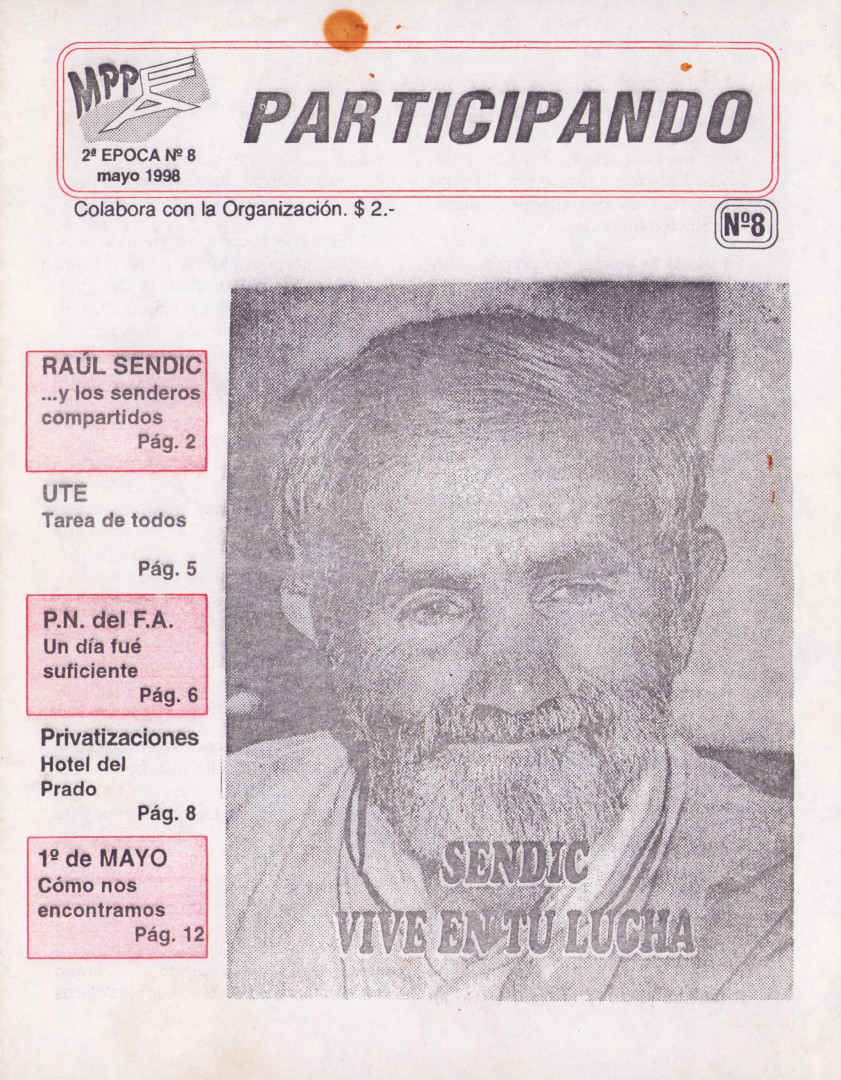 MPP
2ª EPOCA Nº 8
mayo 1998
PARTICIPANDO
Colabora con la Organización. $ 2.-
Nº8
RAÚL SENDIC
...y los senderos
compartidos
Pág. 2
UTE
Tarea de todos
Pág. 5
P.N. del F.A.
Un día fué
suficiente
Pág. 6
Privatizaciones
Hotel del
Prado
Pág. 8
1º de MAYO
Cómo nos
encontramos
Pág. 12
SENDIC
VIVE EN TU LUCHA